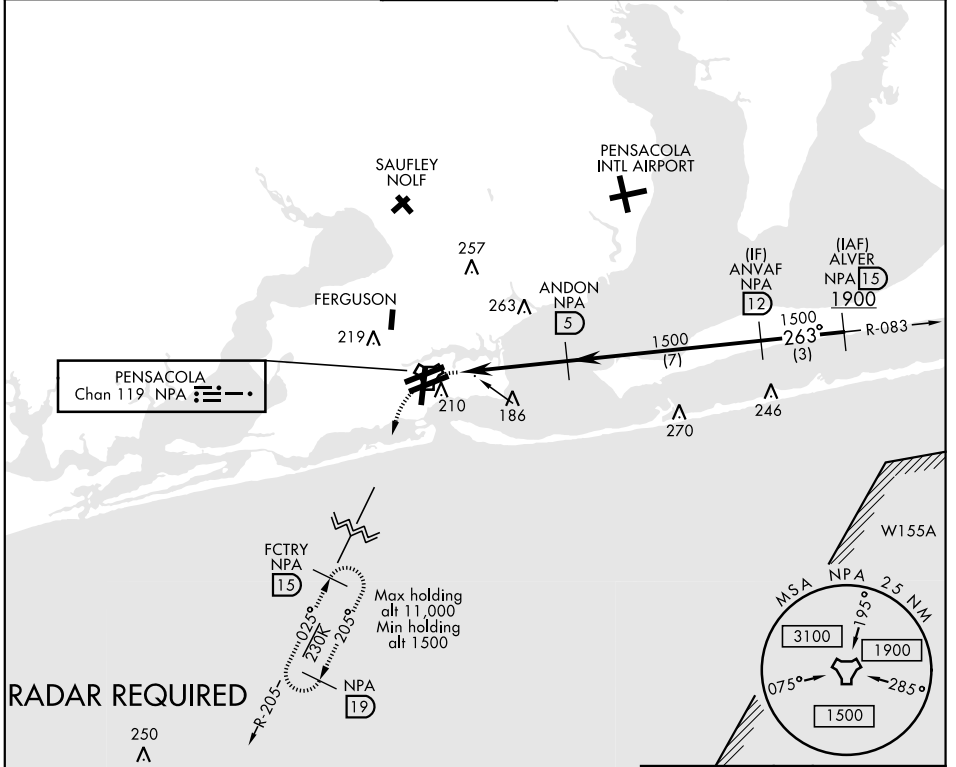 SAUFLEY
NOLF
PENSACOLA
INTL AIRPORT
257
FERGUSON
263
219
ANDON
NPA
5
(IF)
ANVAF
NPA
12
(IAF)
ALVER
NPA 15
1900
1500
(7)
1500
263°
(3)
R-083
PENSACOLA
Chan 119 NPA
210
186
270
246
W155A
FCTRY
NPA
15
025°
230K
205°
Max holding
alt 11,000
Min holding
alt 1500
NPA
19
R-205
RADAR REQUIRED
250
MSA NPA 25 NM
195°
3100
1900
075°
285°
1500